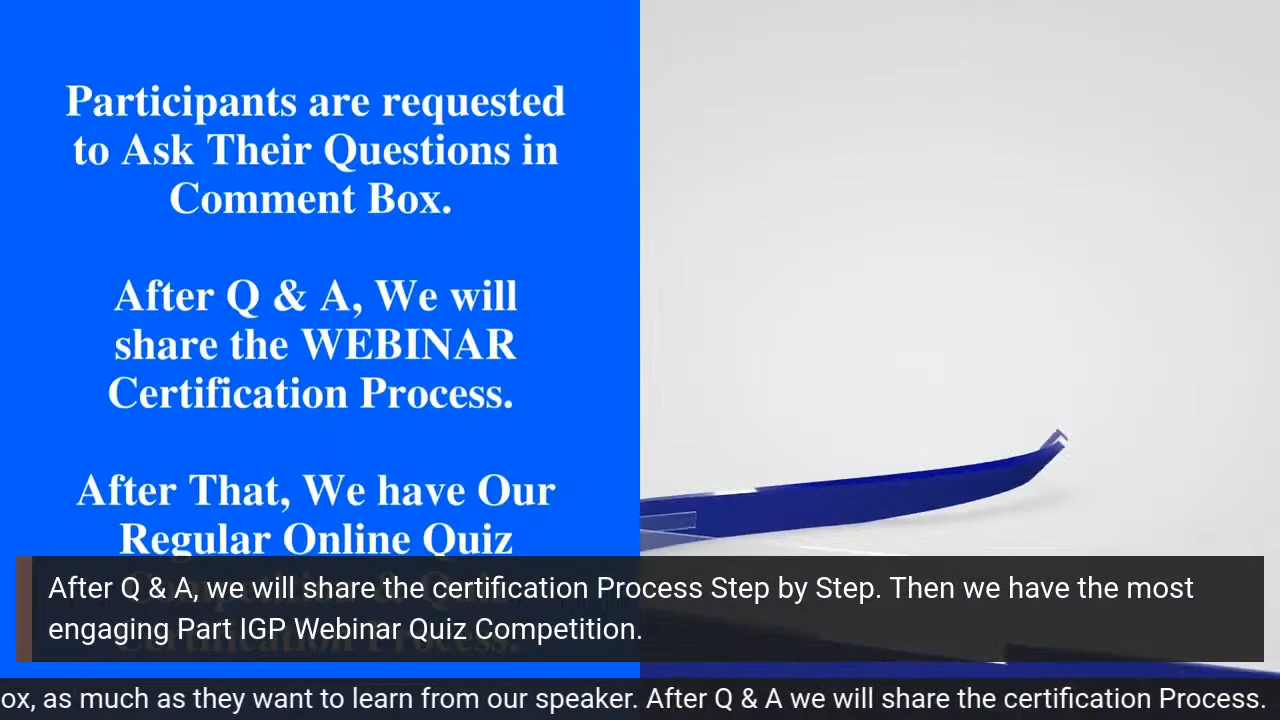 Participants are requested
to Ask Their Questions in
Comment Box.
After Q & A, We will
share the WEBINAR
Certification Process.
After That, We have Our
Regular Online Quiz
After Q & A, we will share the certification Process Step by Step. Then we have the most
engaging Part IGP Webinar Quiz Competition.
ox, as much as they want to learn from our speaker. After Q & A we will share the certification Process.